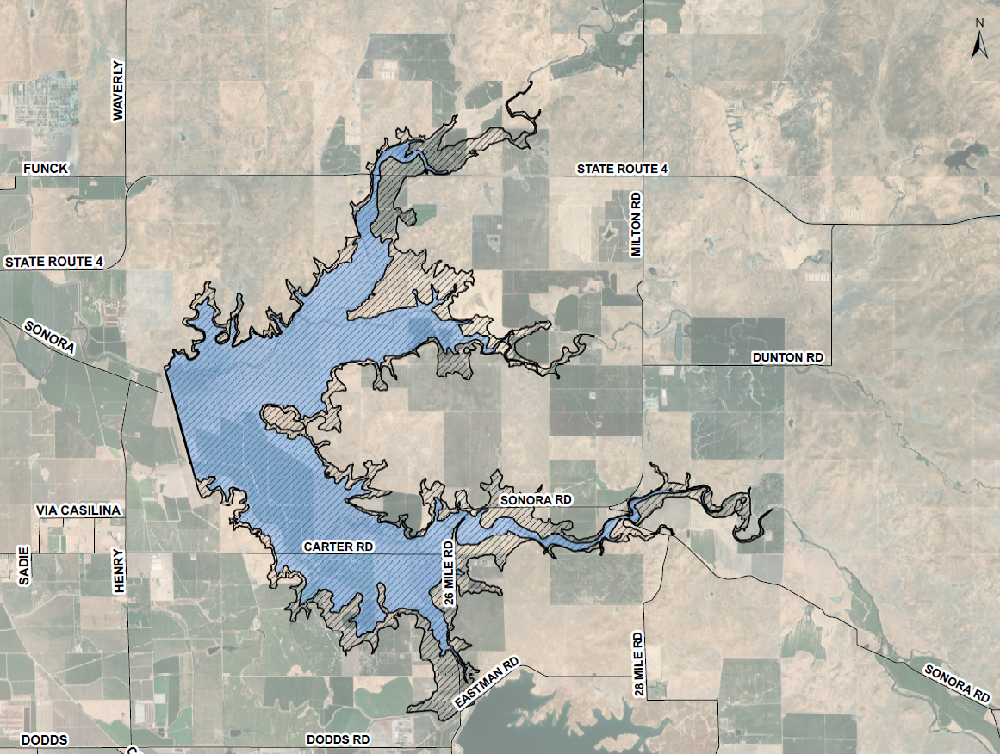 N
WAVERLY
FUNCK
STATE ROUTE 4
MILTON RD
STATE ROUTE 4
SONORA
DUNTON RD
SONORA RD
VIA CASILINA
CARTER RD
SADIE
HENRY
26 MILE RD
28 MILE RD
EASTMAN RD
SONORA RD
DODDS
DODDS RD